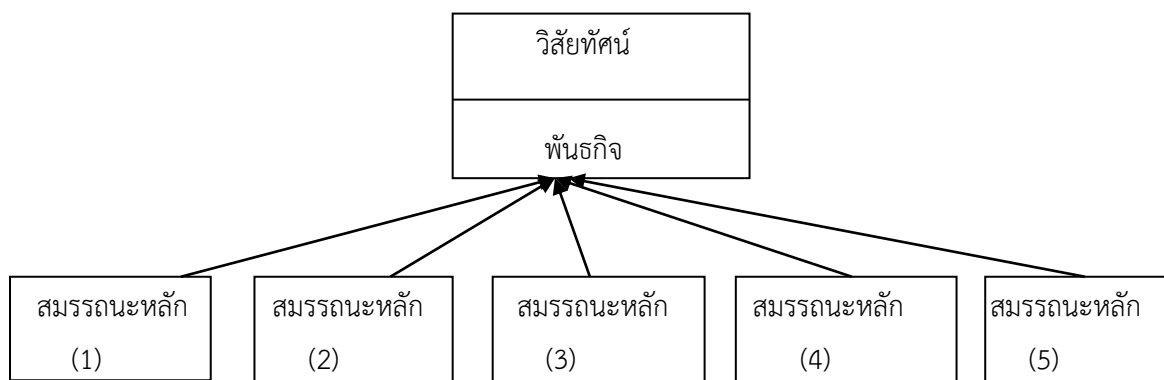 วิสัยทัศน์
พันธกิจ
สมรรถนะหลัก
(1)
สมรรถนะหลัก
(2)
สมรรถนะหลัก
(3)
สมรรถนะหลัก
(4)
สมรรถนะหลัก
(5)